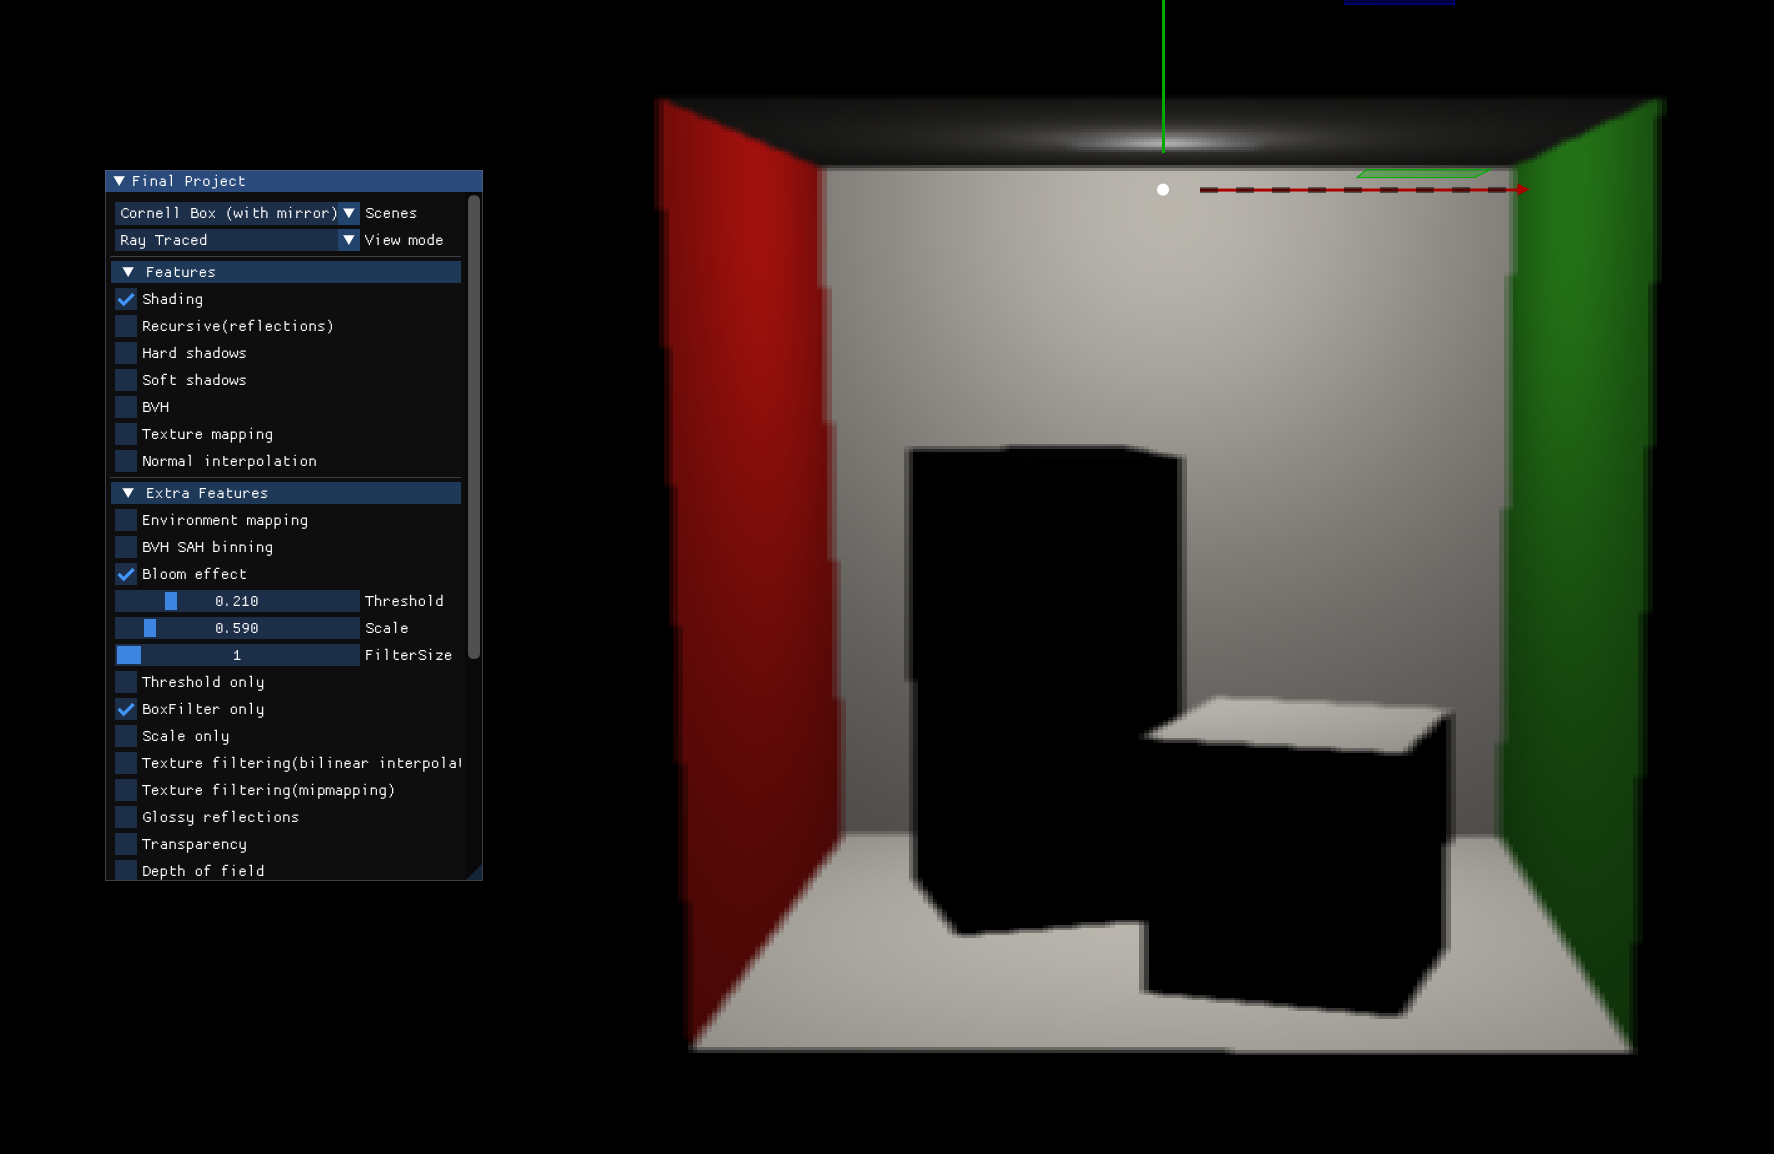 Final Project
Cornell Box (with mirror) Scenes
Ray Traced View mode
Features
Shading
Recursive(reflections)
Hard shadows
Soft shadows
BVH
Texture mapping
Normal interpolation
Extra Features
Environment mapping
BVH SAH binning
Bloom effect
0.210 Threshold
0.590 Scale
1 FilterSize
Threshold only
BoxFilter only
Scale only
Texture filtering(bilinear interpolat
Texture filtering(mipmapping)
Glossy reflections
Transparency
Depth of field